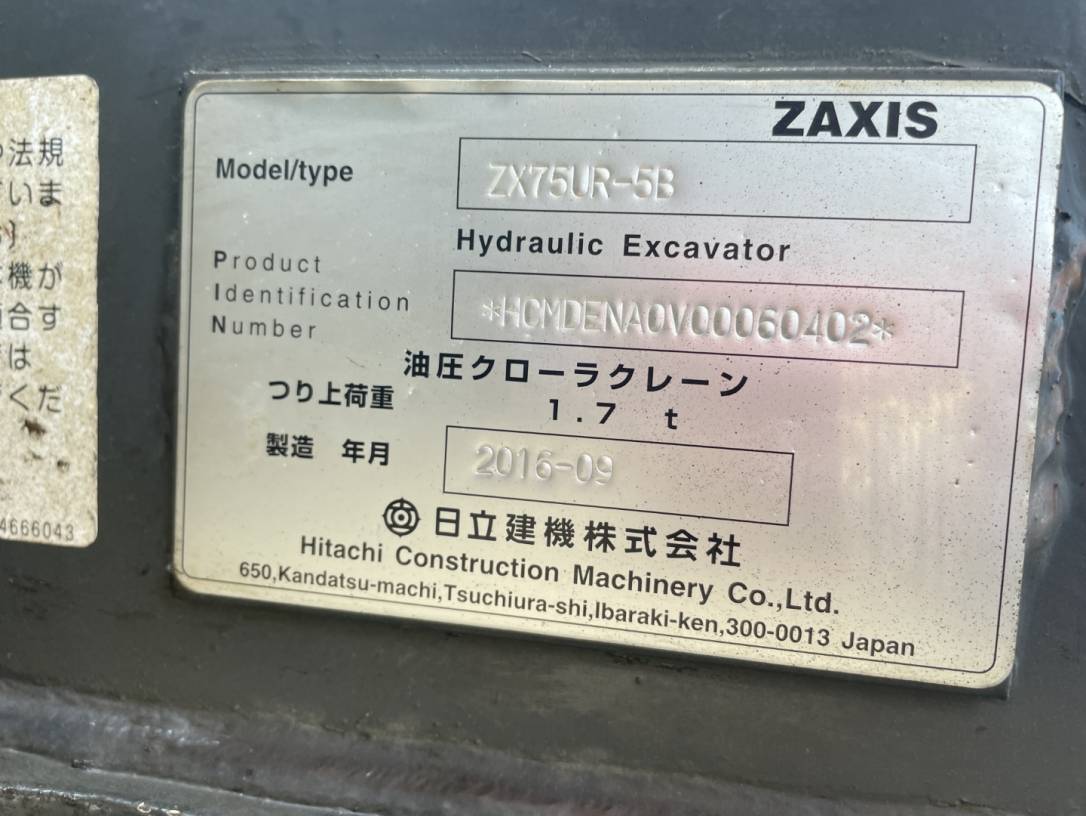 法規
いま
機が
合す
は
くだ
4666043
ZAXIS
Model/type ZX75UR-5B
Hydraulic Excavator
Product
Identification
Number
*HCMDENA0V00060402*
油圧クローラクレーン
つり上荷重 1.7 t
製造 年月 2016-09
日立建機株式会社
Hitachi Construction Machinery Co.,Ltd.
650,Kandatsu-machi,Tsuchiura-shi,Ibaraki-ken,300-0013 Japan